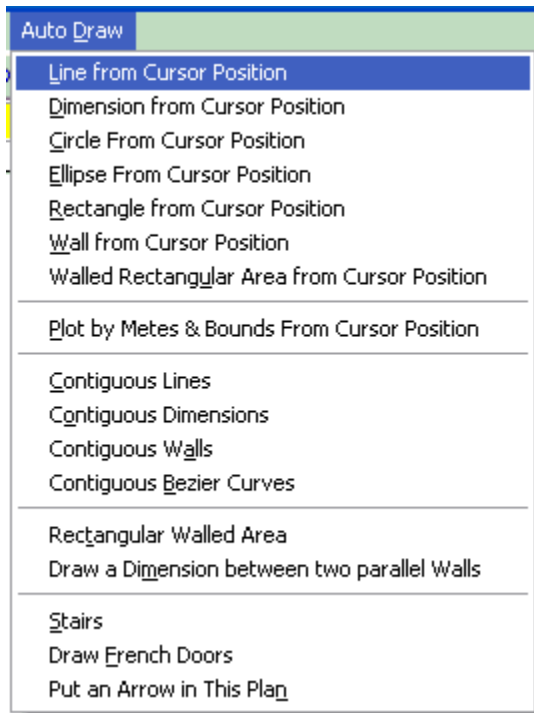 Auto Draw
Line from Cursor Position
Dimension from Cursor Position
Circle From Cursor Position
Ellipse From Cursor Position
Rectangle from Cursor Position
Wall from Cursor Position
Walled Rectangular Area from Cursor Position
Plot by Metes & Bounds From Cursor Position
Contiguous Lines
Contiguous Dimensions
Contiguous Walls
Contiguous Bezier Curves
Rectangular Walled Area
Draw a Dimension between two parallel Walls
Stairs
Draw French Doors
Put an Arrow in This Plan